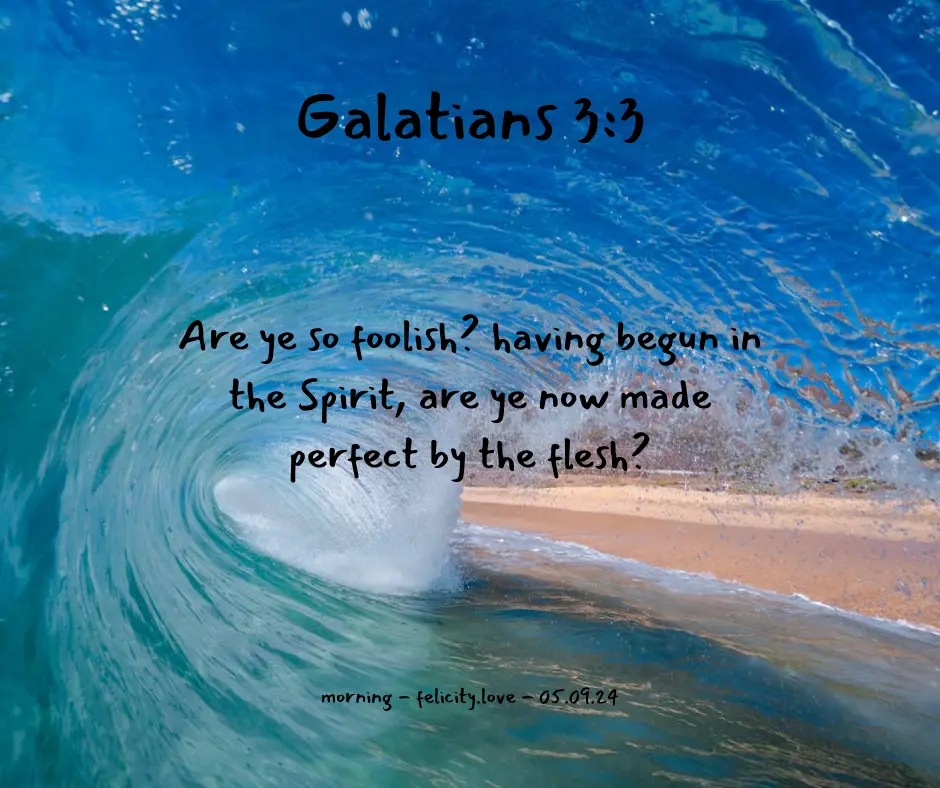 Galatians 3:3
Are ye so foolish? having begun in
the Spirit, are ye now made
perfect by the flesh?
morning - felicity.love - 05.09.24